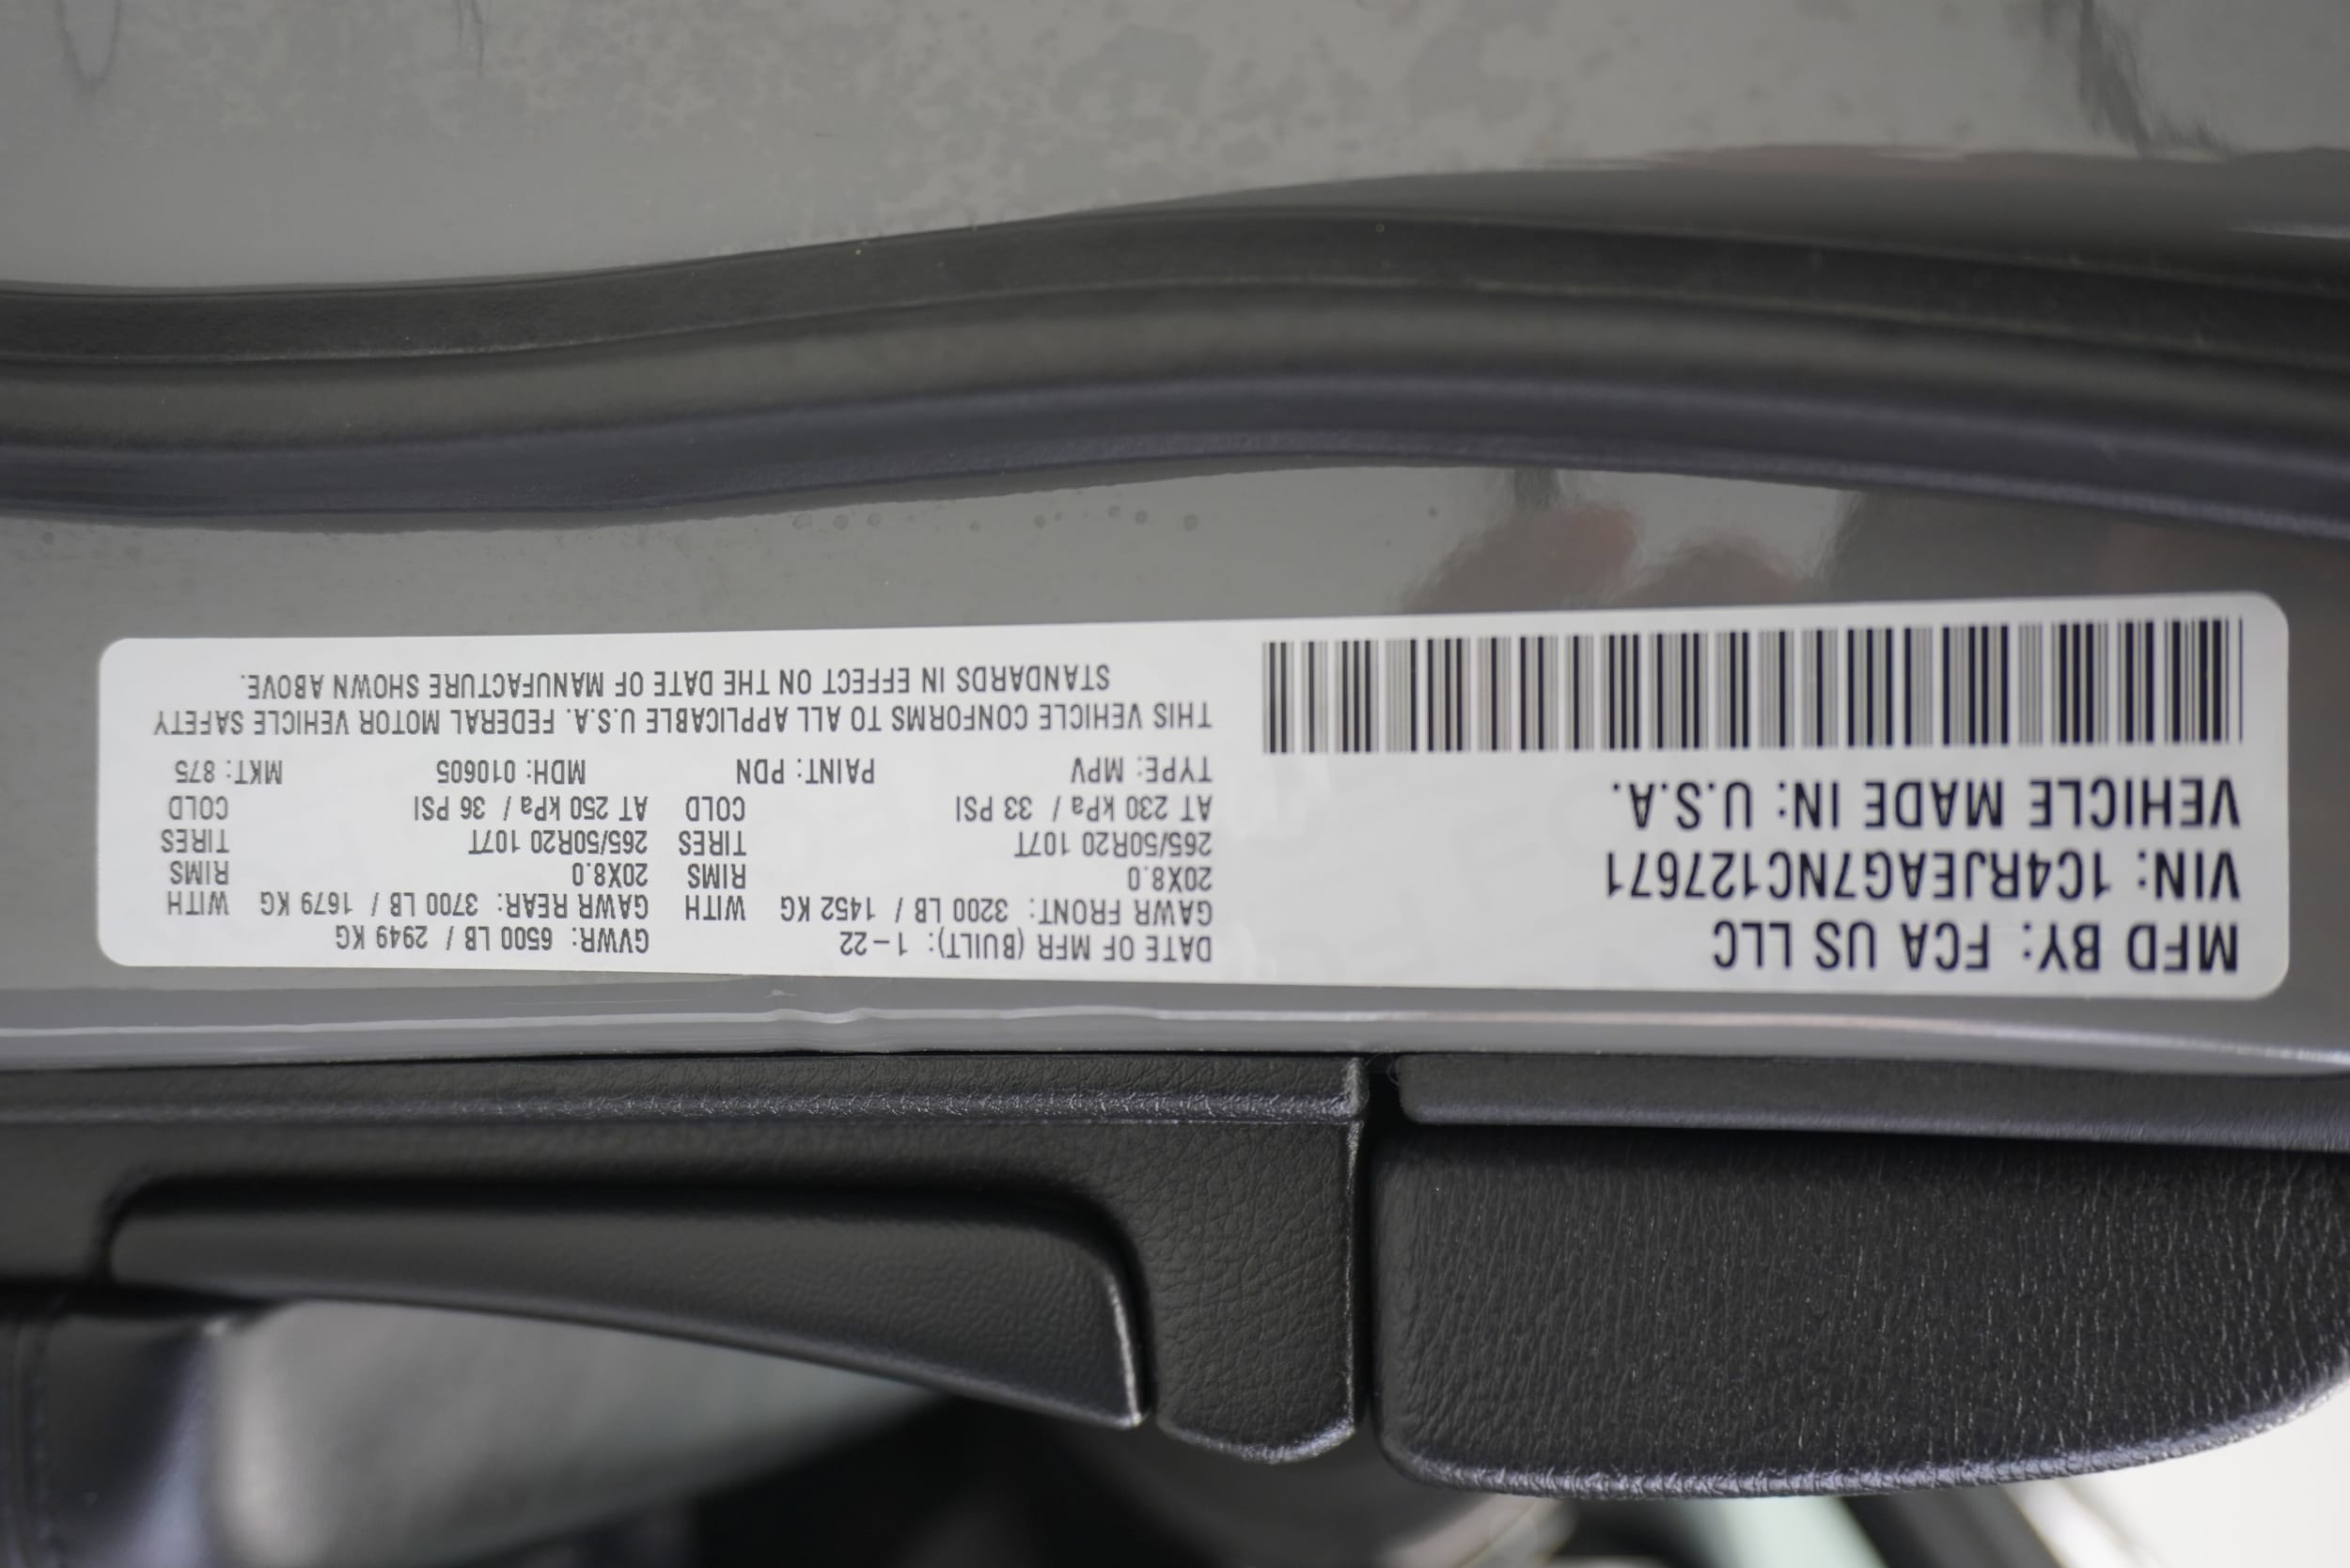 MFD BY: FCA US LLC
VIN: 1C4RJEAG7NC127671
VEHICLE MADE IN: U.S.A.
DATE OF MFR (BUILT): 1-22 GVWR: 6500 LB / 2949 KG
GAWR FRONT: 3200 LB / 1452 KG WITH GAWR REAR: 3700 LB / 1679 KG WITH
20X8.0 RIMS 20X8.0 RIMS
265/50R20 107T TIRES 265/50R20 107T TIRES
AT 230 kPa / 33 PSI COLD AT 250 kPa / 36 PSI COLD
TYPE: MPV PAINT: PDN MDH: 010605 MKT: 875
THIS VEHICLE CONFORMS TO ALL APPLICABLE U.S.A. FEDERAL MOTOR VEHICLE SAFETY
STANDARDS IN EFFECT ON THE DATE OF MANUFACTURE SHOWN ABOVE.